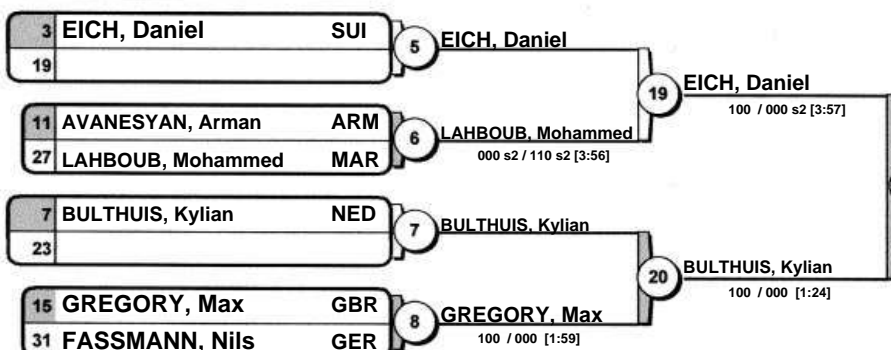 3 EICH, Daniel SUI
19
5
EICH, Daniel
11 AVANESYAN, Arman ARM
27 LAHBOUB, Mohammed MAR
6
LAHBOUB, Mohammed
000 s2 / 110 s2 [3:56]
19
EICH, Daniel
100 / 000 s2 [3:57]
7 BULTHUIS, Kylian NED
23
7
BULTHUIS, Kylian
15 GREGORY, Max GBR
31 FASSMANN, Nils GER
8
GREGORY, Max
100 / 000 [1:59]
20
BULTHUIS, Kylian
100 / 000 [1:24]